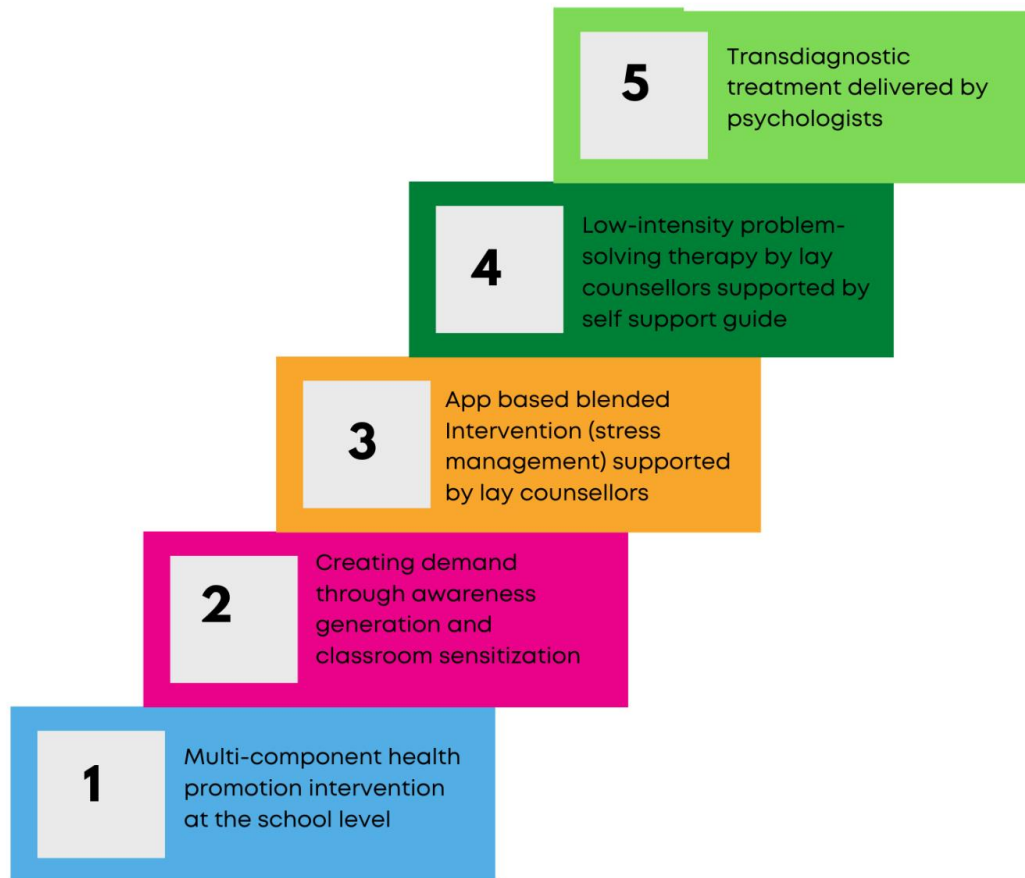 5
Transdiagnostic
treatment delivered by
psychologists
4
Low-intensity problem-
solving therapy by lay
counsellors supported by
self support guide
3
App based blended
Intervention (stress
management) supported
by lay counsellors
2
Creating demand
through awareness
generation and
classroom sensitization
1
Multi-component health
promotion intervention
at the school level